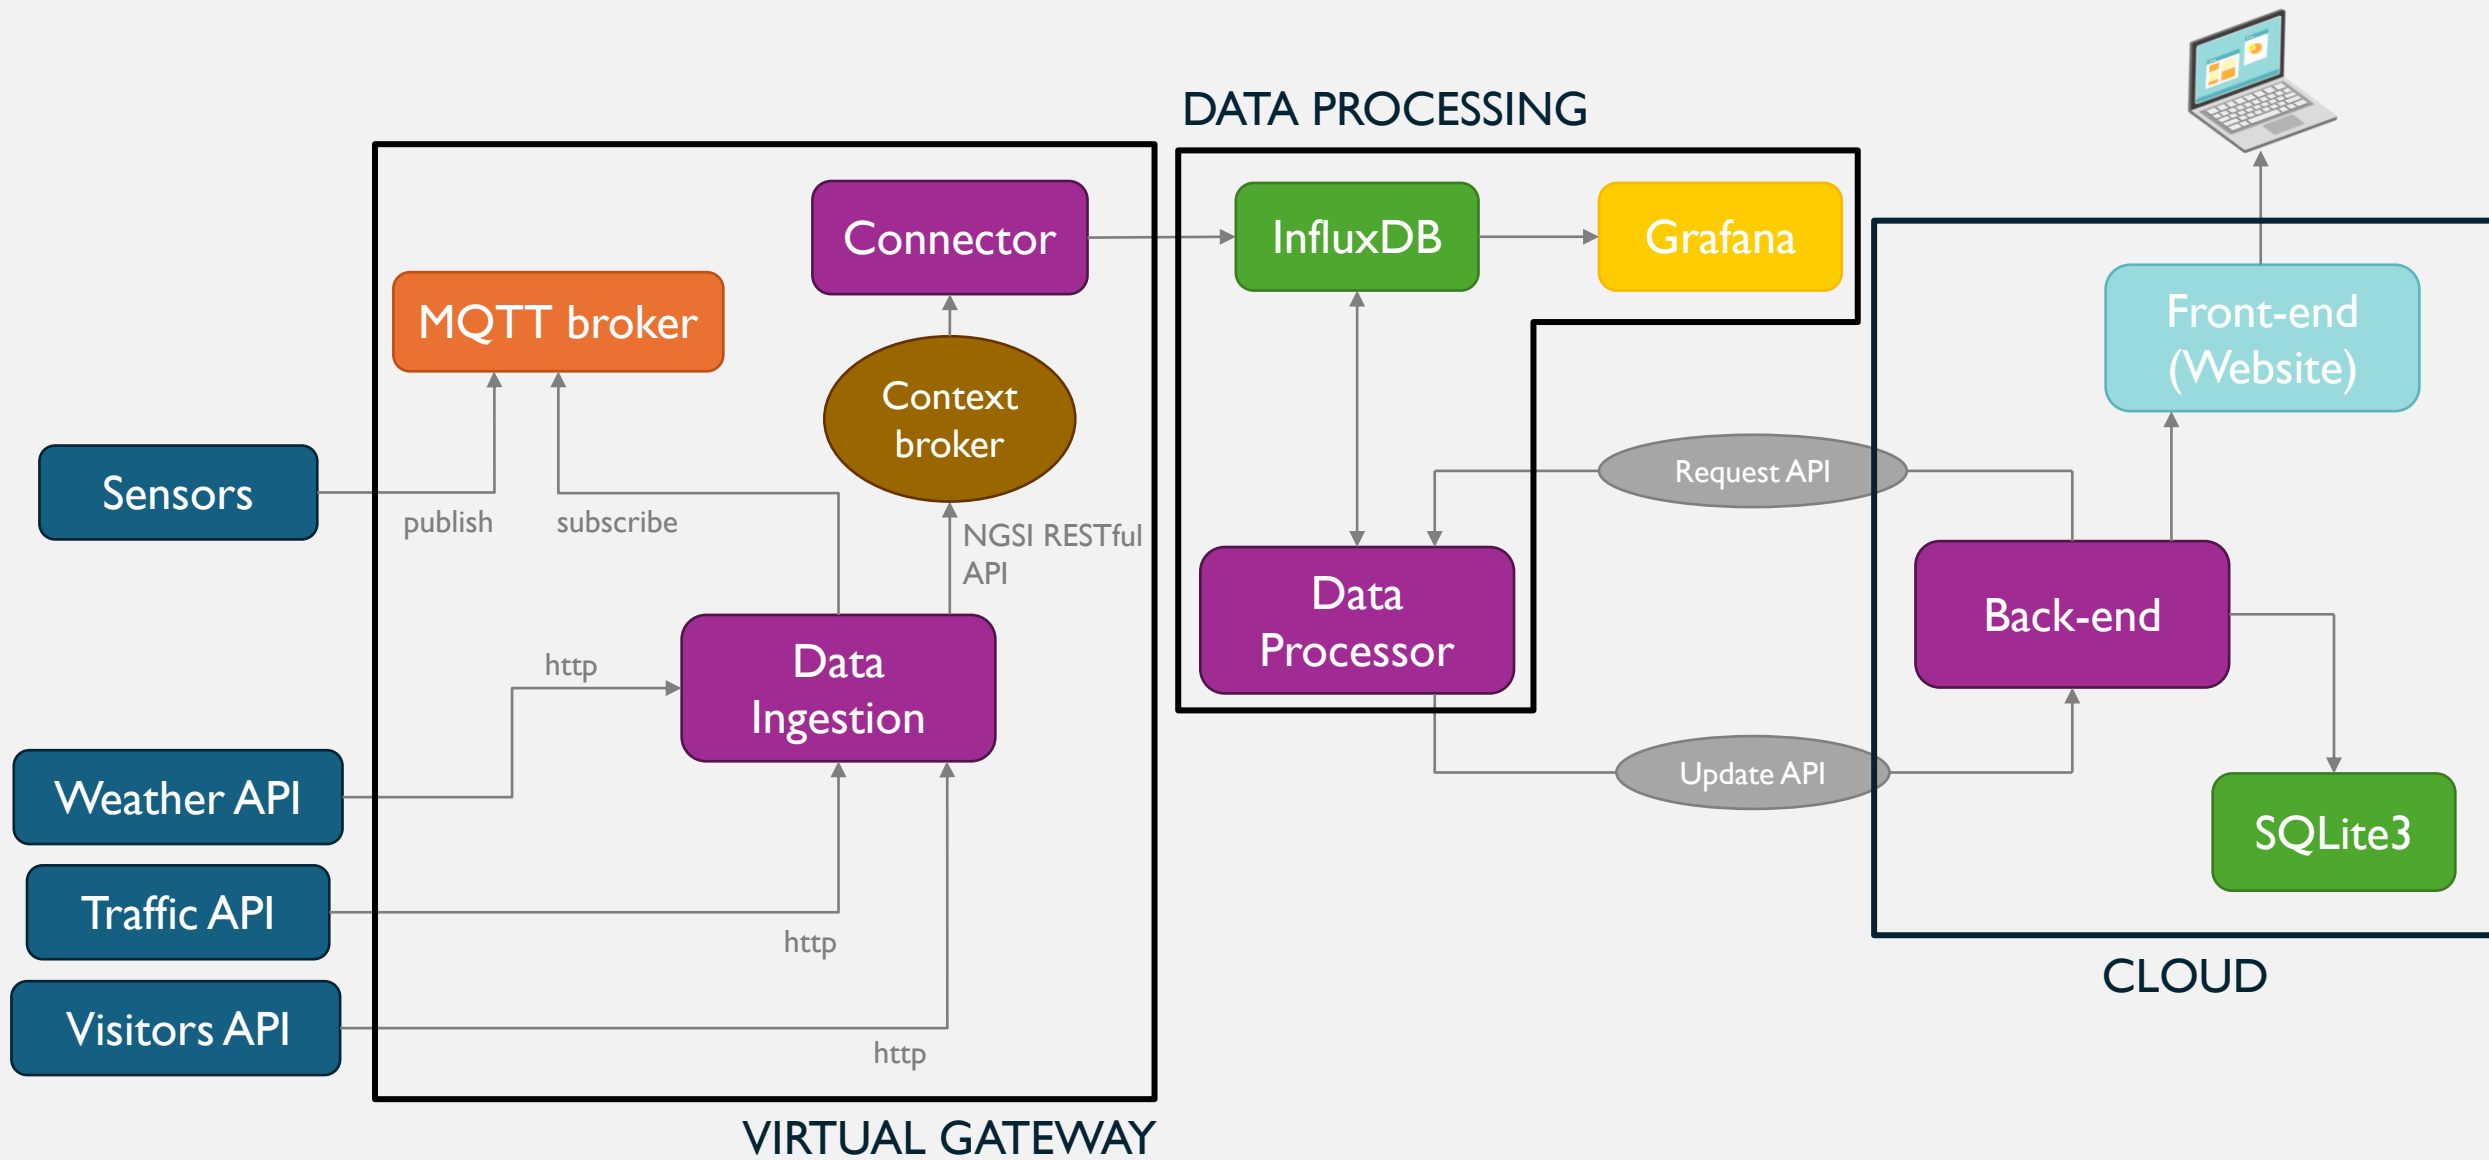 DATA PROCESSING
Connector
InfluxDB
Grafana
MQTT broker
Front-end
(Website)
Context
broker
Request API
Sensors
publish
subscribe
NGSI RESTful
API
Data
Processor
Back-end
http
Data
Ingestion
Weather API
Update API
SQLite3
Traffic API
http
CLOUD
Visitors API
http
VIRTUAL GATEWAY